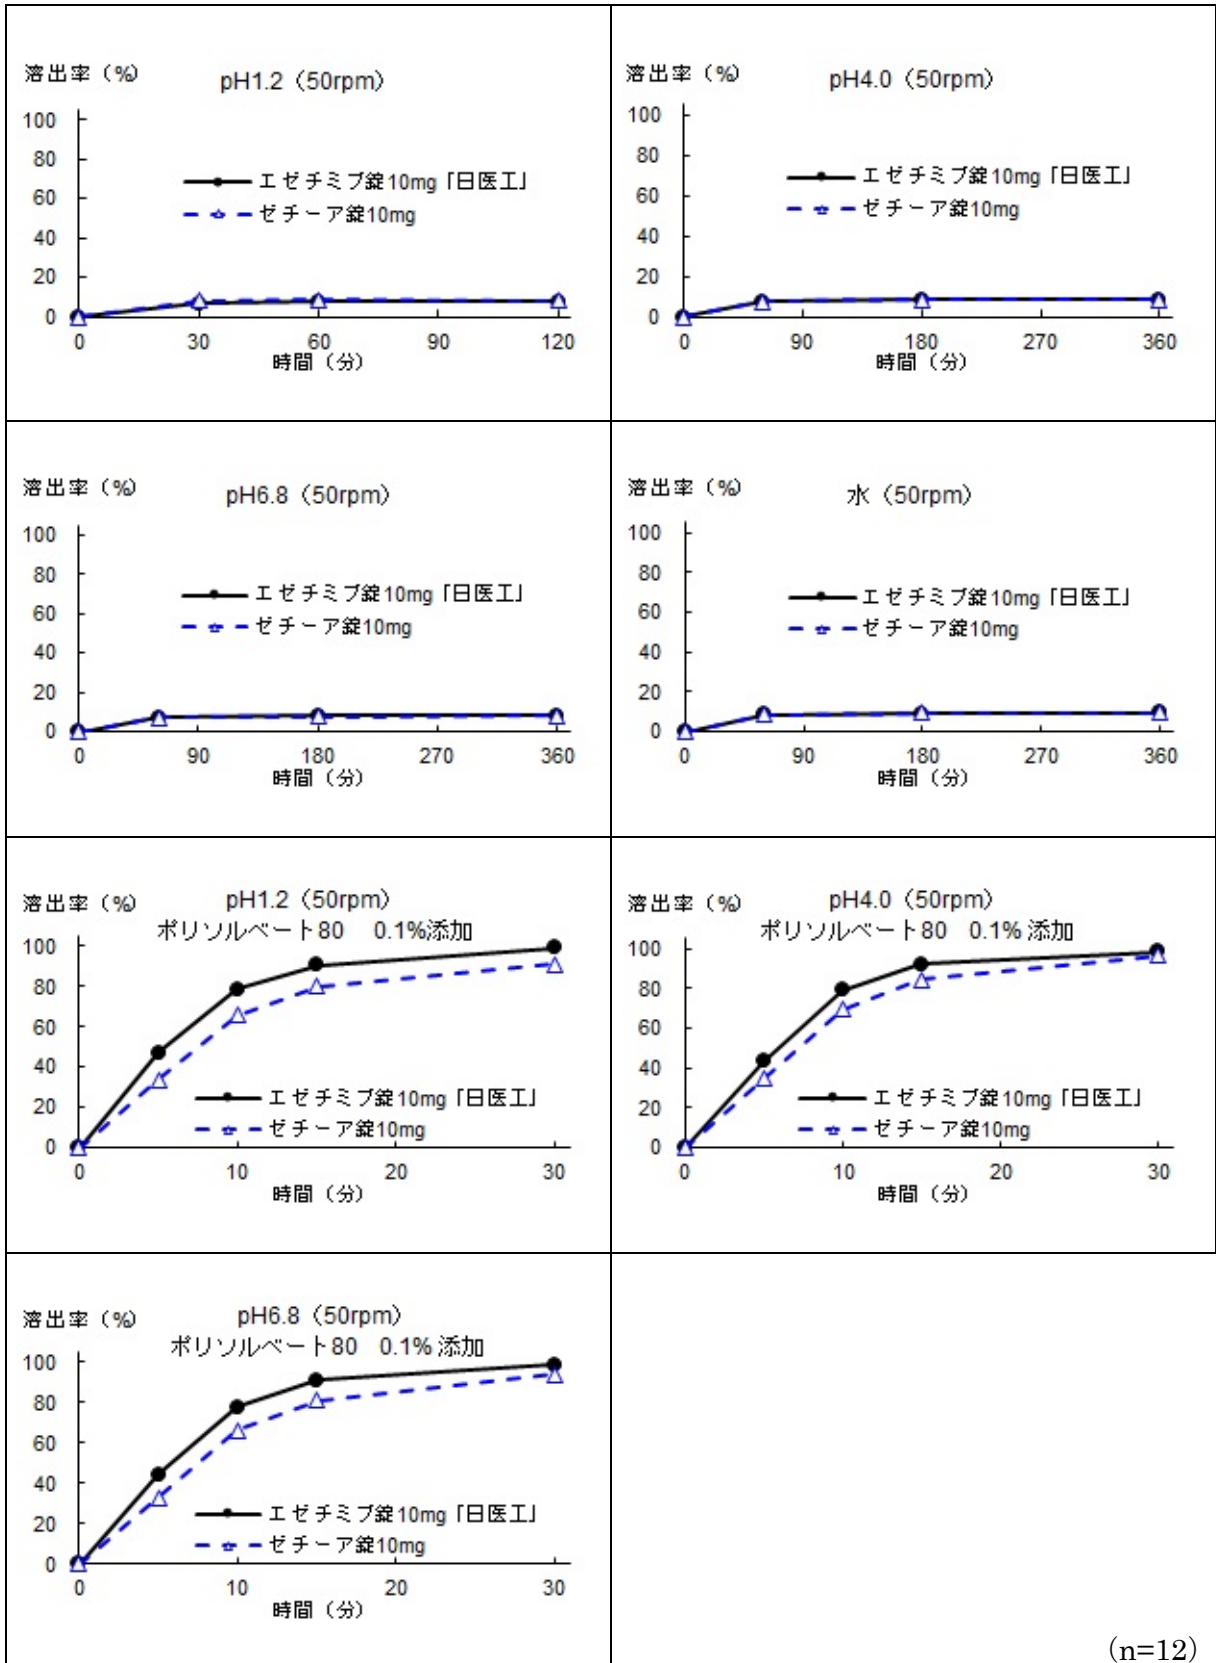 溶出率（%）
pH1.2（50rpm）
100
80
60
40
20
0
エゼチミブ錠10mg「日医工」
ゼチーア錠10mg
0 30 60 90 120
時間（分）
溶出率（%）
pH4.0（50rpm）
100
80
60
40
20
0
エゼチミブ錠10mg「日医工」
ゼチーア錠10mg
0 90 180 270 360
時間（分）
溶出率（%）
pH6.8（50rpm）
100
80
60
40
20
0
エゼチミブ錠10mg「日医工」
ゼチーア錠10mg
0 90 180 270 360
時間（分）
溶出率（%）
水（50rpm）
100
80
60
40
20
0
エゼチミブ錠10mg「日医工」
ゼチーア錠10mg
0 90 180 270 360
時間（分）
溶出率（%）
pH1.2（50rpm）
ポリソルベート80　0.1%添加
100
80
60
40
20
0
エゼチミブ錠10mg「日医工」
ゼチーア錠10mg
0 10 20 30
時間（分）
溶出率（%）
pH4.0（50rpm）
ポリソルベート80　0.1% 添加
100
80
60
40
20
0
エゼチミブ錠10mg「日医工」
ゼチーア錠10mg
0 10 20 30
時間（分）
溶出率（%）
pH6.8（50rpm）
ポリソルベート80　0.1% 添加
100
80
60
40
20
0
エゼチミブ錠10mg「日医工」
ゼチーア錠10mg
0 10 20 30
時間（分）
（n=12）